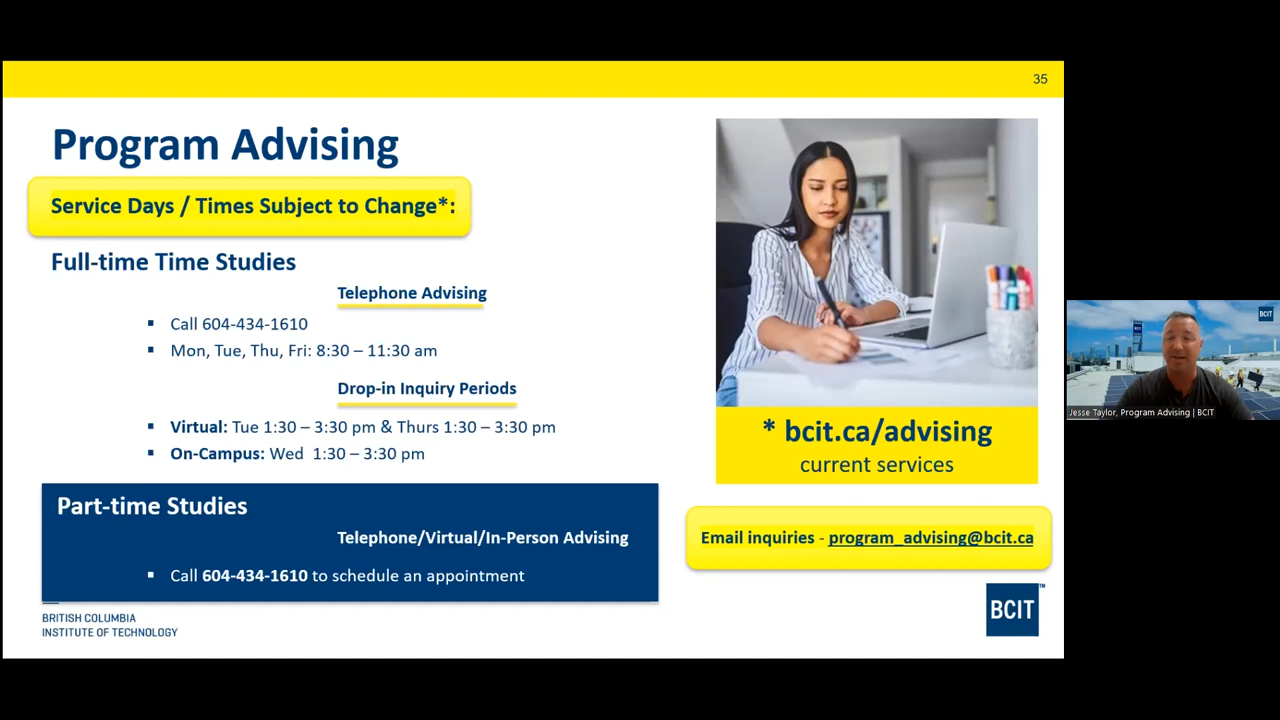 35
Program Advising
Service Days / Times Subject to Change*:
Full-time Time Studies
Telephone Advising
▪ Call 604-434-1610
▪ Mon, Tue, Thu, Fri: 8:30 – 11:30 am
Drop-in Inquiry Periods
▪ Virtual: Tue 1:30 – 3:30 pm & Thurs 1:30 – 3:30 pm
▪ On-Campus: Wed 1:30 – 3:30 pm
Part-time Studies
Telephone/Virtual/In-Person Advising
▪ Call 604-434-1610 to schedule an appointment
BRITISH COLUMBIA
INSTITUTE OF TECHNOLOGY
* bcit.ca/advising
current services
Email inquiries - program_advising@bcit.ca
BCIT™
BCIT
Jesse Taylor, Program Advising | BCIT